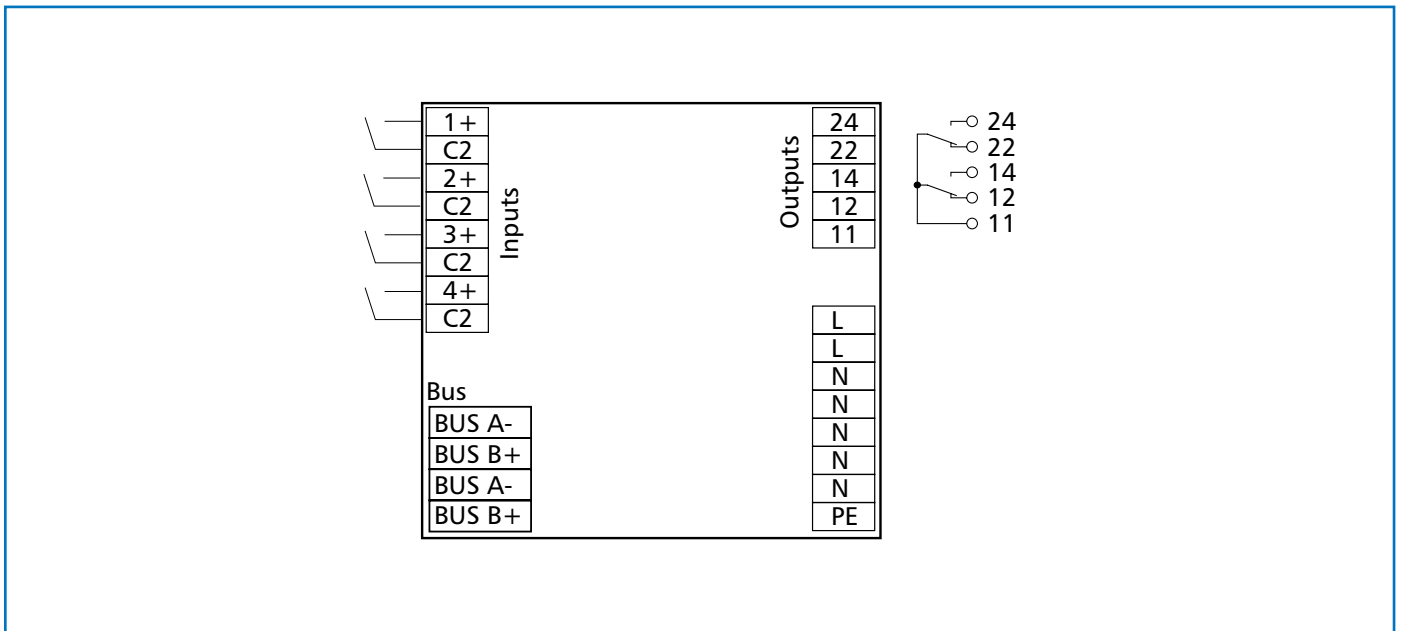 1+
C2
2+
C2
3+
C2
4+
C2
Inputs
Bus
BUS A-
BUS B+
BUS A-
BUS B+
Outputs
24
22
14
12
11
L
L
N
N
N
N
N
PE
24
22
14
12
11